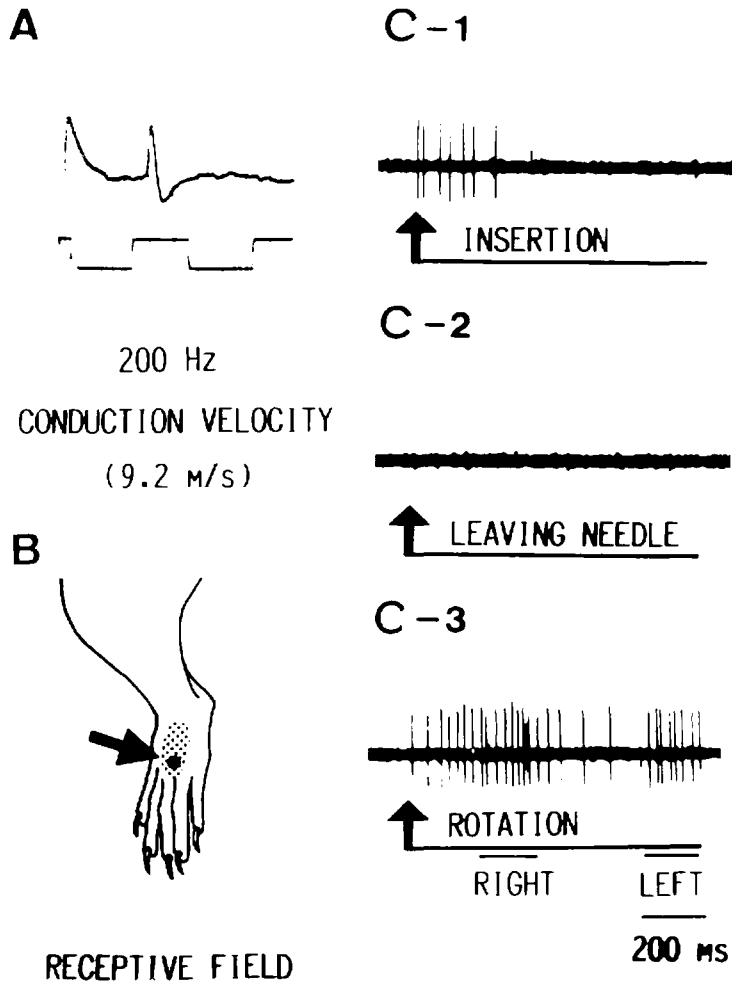 A
200 Hz
CONDUCTION VELOCITY
(9.2 M/S)
B
RECEPTIVE FIELD
C-1
INSERTION
C-2
LEAVING NEEDLE
C-3
ROTATION
RIGHT LEFT
200 MS